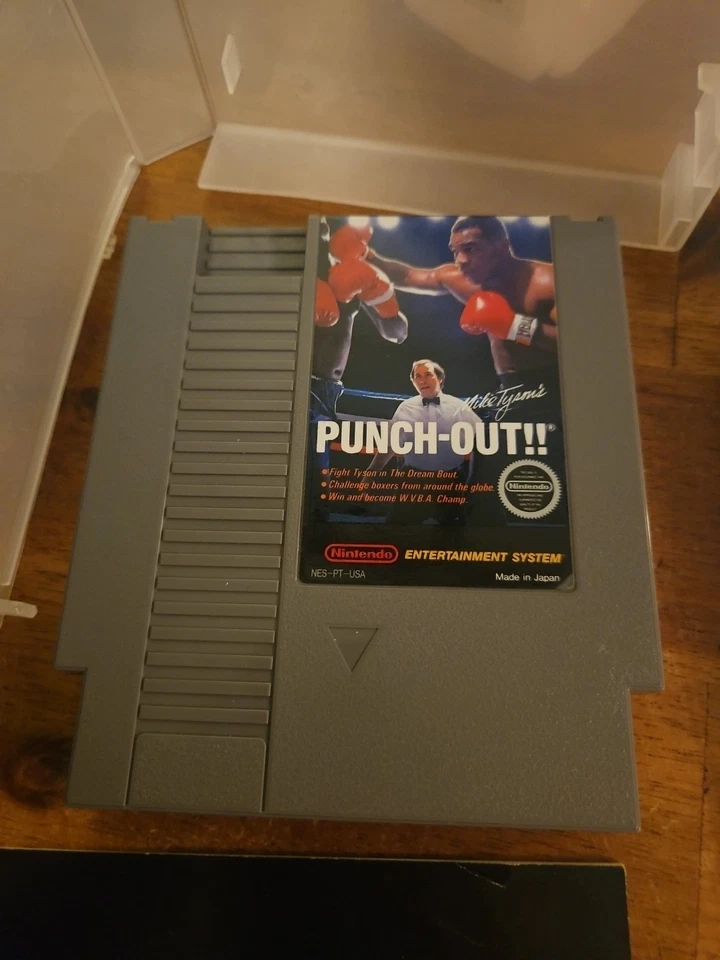 Mike Tyson's
PUNCH-OUT!!®
• Fight Tyson in The Dream Bout.
• Challenge boxers from around the globe.
• Win and become W.V.B.A. Champ.
Nintendo
Nintendo ENTERTAINMENT SYSTEM
NES-PT-USA
Made in Japan